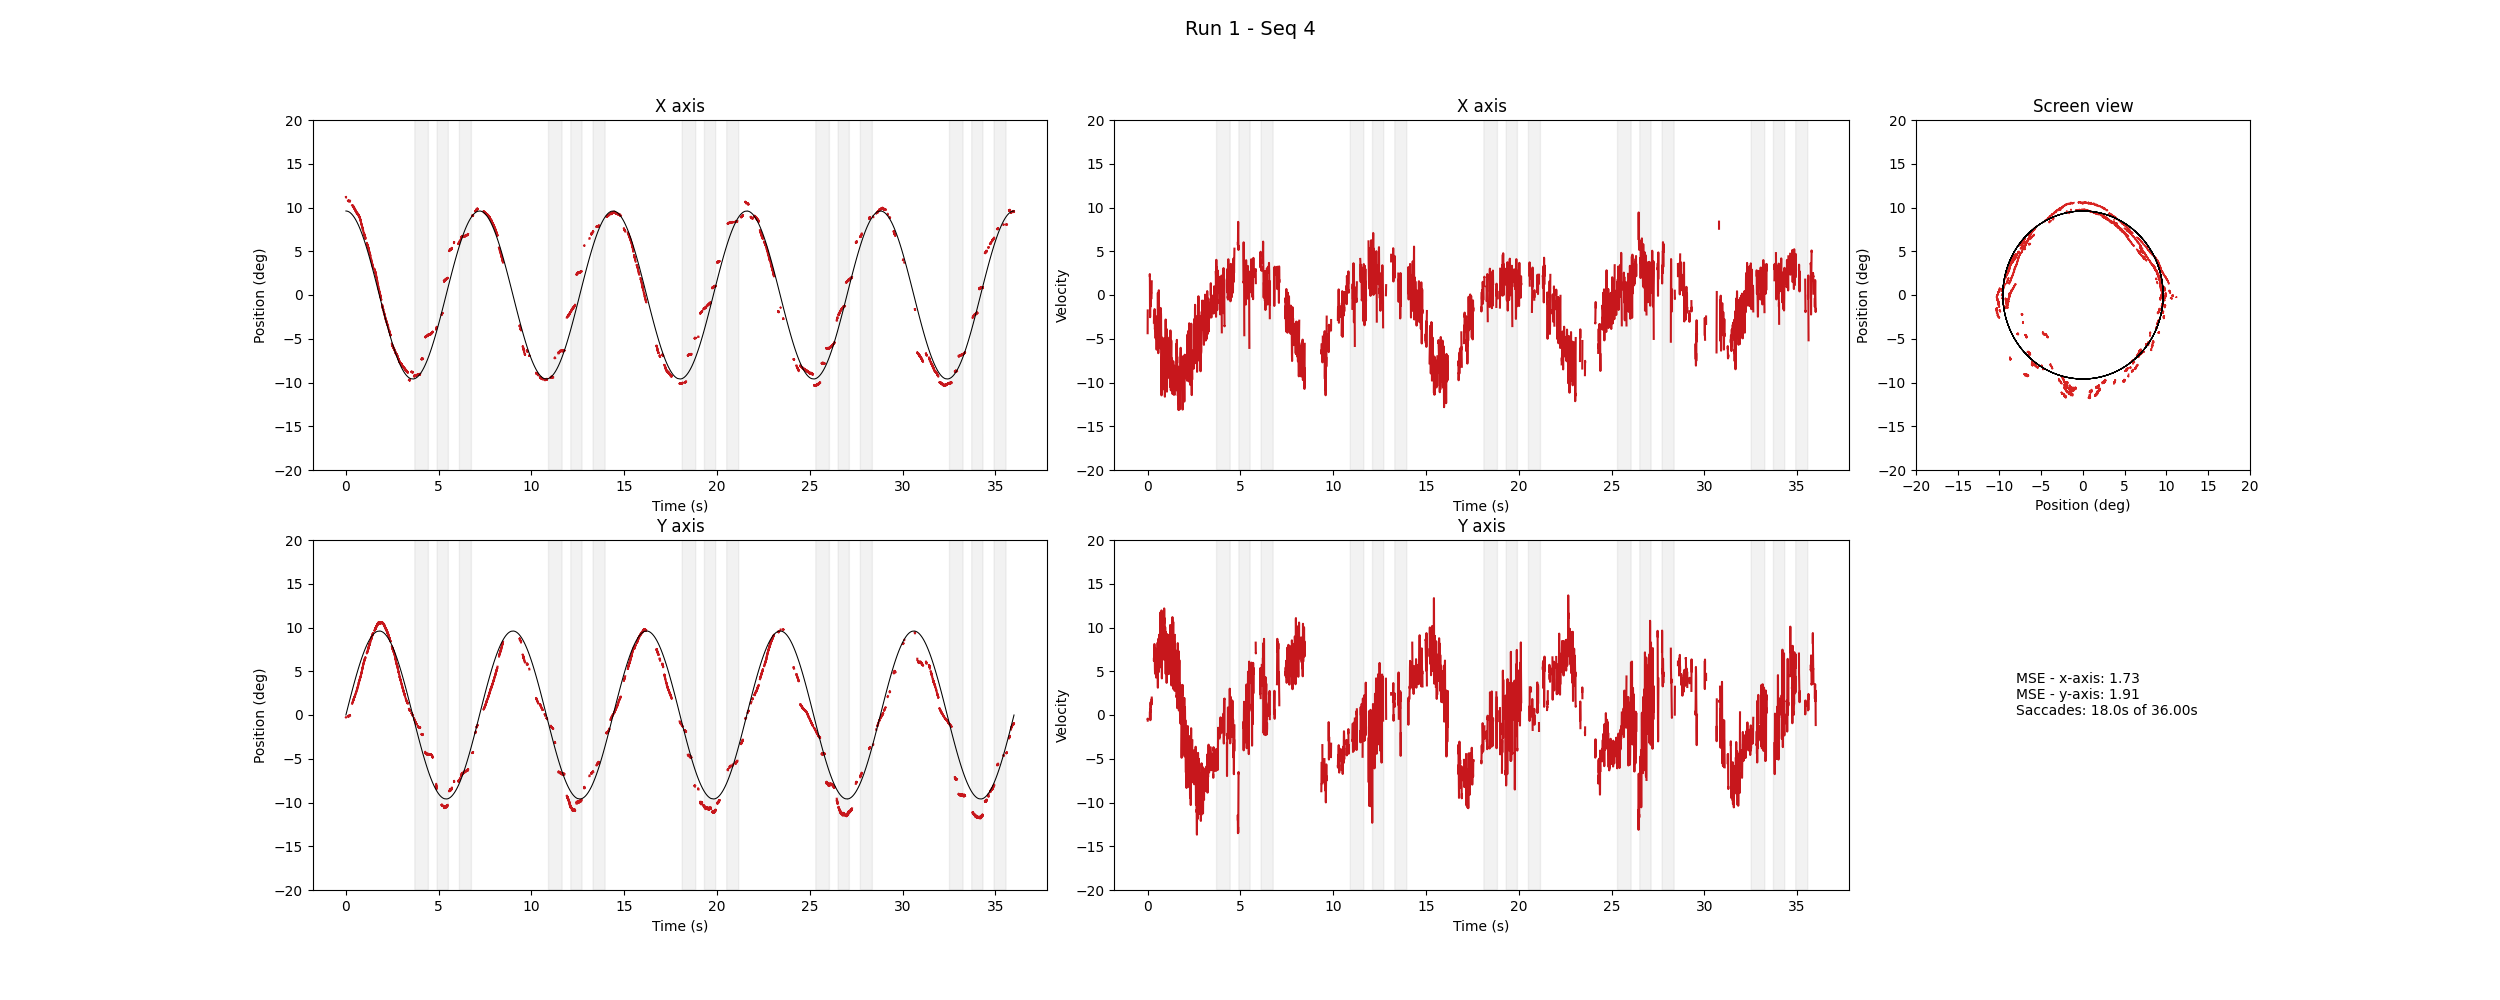 Run 1 - Seq 4
X axis
20
15
10
5
0
−5
−10
−15
−20
Position (deg)
0 5 10 15 20 25 30 35
Time (s)
X axis
20
15
10
5
0
−5
−10
−15
−20
Velocity
0 5 10 15 20 25 30 35
Time (s)
Screen view
20
15
10
5
0
−5
−10
−15
−20
Position (deg)
−20 −15 −10 −5 0 5 10 15 20
Position (deg)
Y axis
20
15
10
5
0
−5
−10
−15
−20
Position (deg)
0 5 10 15 20 25 30 35
Time (s)
Y axis
20
15
10
5
0
−5
−10
−15
−20
Velocity
0 5 10 15 20 25 30 35
Time (s)
MSE - x-axis: 1.73
MSE - y-axis: 1.91
Saccades: 18.0s of 36.00s